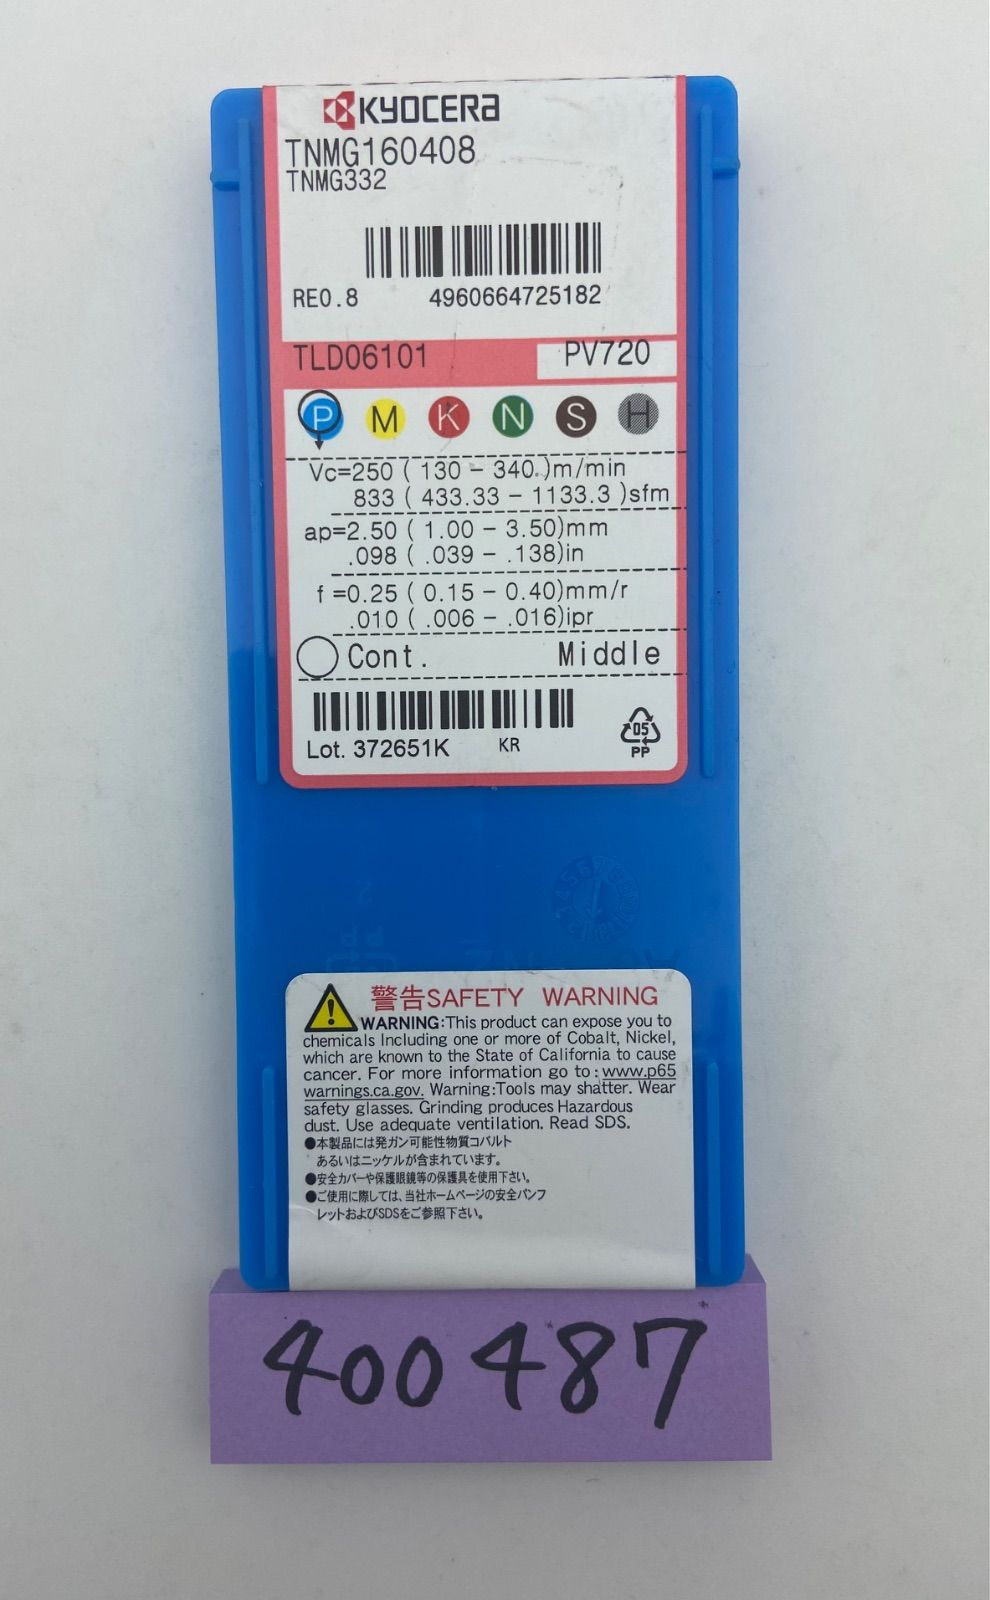 KYOCERA
TNMG160408
TNMG332
RE0.8 4960664725182
TLD06101 PV720
P M K N S H
Vc=250 ( 130 - 340.)m/min
833 ( 433.33 - 1133.3 )sfm
ap=2.50 ( 1.00 - 3.50)mm
.098 ( .039 - .138)in
f =0.25 ( 0.15 - 0.40)mm/r
.010 ( .006 - .016)ipr
Cont. Middle
Lot. 372651K KR
05
PP
警告SAFETY WARNING
WARNING:This product can expose you to
chemicals Including one or more of Cobalt, Nickel,
which are known to the State of California to cause
cancer. For more information go to : www.p65
warnings.ca.gov. Warning:Tools may shatter. Wear
safety glasses. Grinding produces Hazardous
dust. Use adequate ventilation. Read SDS.
●本製品には発ガン可能性物質コバルト
あるいはニッケルが含まれています。
●安全カバーや保護眼鏡等の保護具を使用下さい。
●ご使用に際しては、当社ホームページの安全パンフ
レットおよびSDSをご参照下さい。
400487